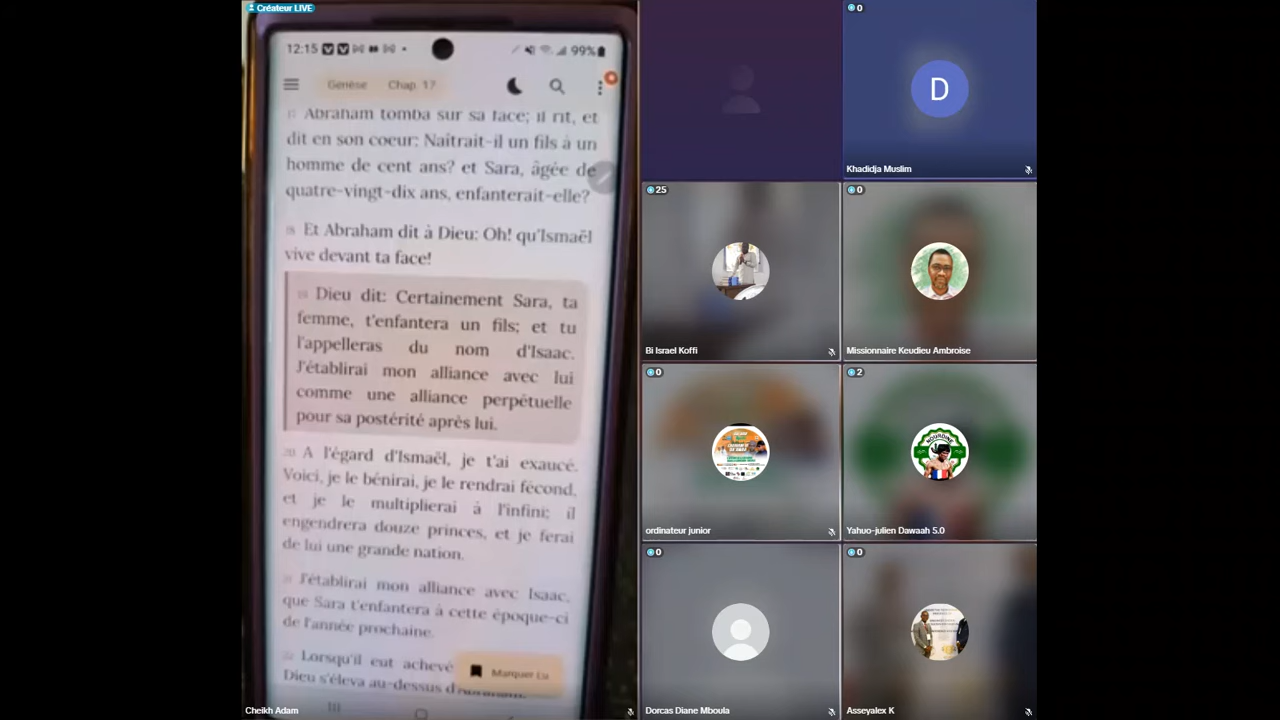 Créateur LIVE
12:15
99%
Genèse Chap. 17
17 Abraham tomba sur sa face; il rit, et
dit en son coeur: Naîtrait-il un fils à un
homme de cent ans? et Sara, âgée de
quatre-vingt-dix ans, enfanterait-elle?
18 Et Abraham dit à Dieu: Oh! qu'Ismaël
vive devant ta face!
19 Dieu dit: Certainement Sara, ta
femme, t'enfantera un fils; et tu
l'appelleras du nom d'Isaac.
J'établirai mon alliance avec lui
comme une alliance perpétuelle
pour sa postérité après lui.
20 A l'égard d'Ismaël, je t'ai exaucé.
Voici, je le bénirai, je le rendrai fécond,
et je le multiplierai à l'infini; il
engendrera douze princes, et je ferai
de lui une grande nation.
21 J'établirai mon alliance avec Isaac,
que Sara t'enfantera à cette époque-ci
de l'année prochaine.
22 Lorsqu'il eut achevé
Dieu s'éleva au-dessus d'Abraham.
Marquer Lu
Cheikh Adam
0
D
Khadidja Muslim
25
Bi Israel Koffi
0
Missionnaire Keudieu Ambroise
0
ordinateur junior
2
NOURDINE
Yahuo-julien Dawaah 5.0
0
Dorcas Diane Mboula
0
Asseyalex K